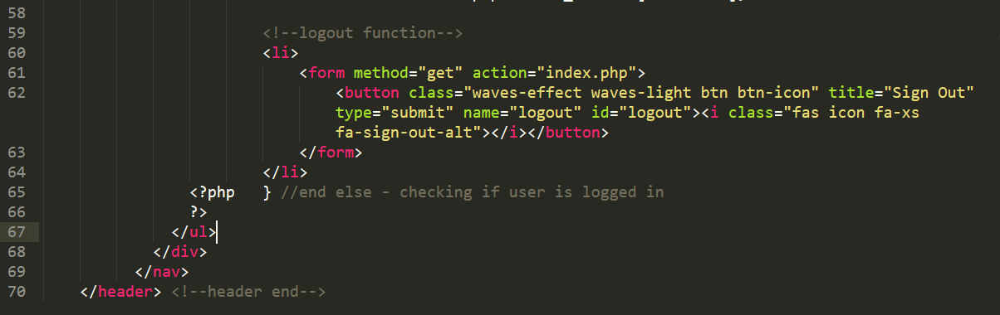 58
59 <!--logout function-->
60 <li>
61 <form method="get" action="index.php">
62 <button class="waves-effect waves-light btn btn-icon" title="Sign Out"
type="submit" name="logout" id="logout"><i class="fas icon fa-xs
fa-sign-out-alt"></i></button>
63 </form>
64 </li>
65 <?php } //end else - checking if user is logged in
66 ?>
67 </ul>
68 </div>
69 </nav>
70 </header> <!--header end-->